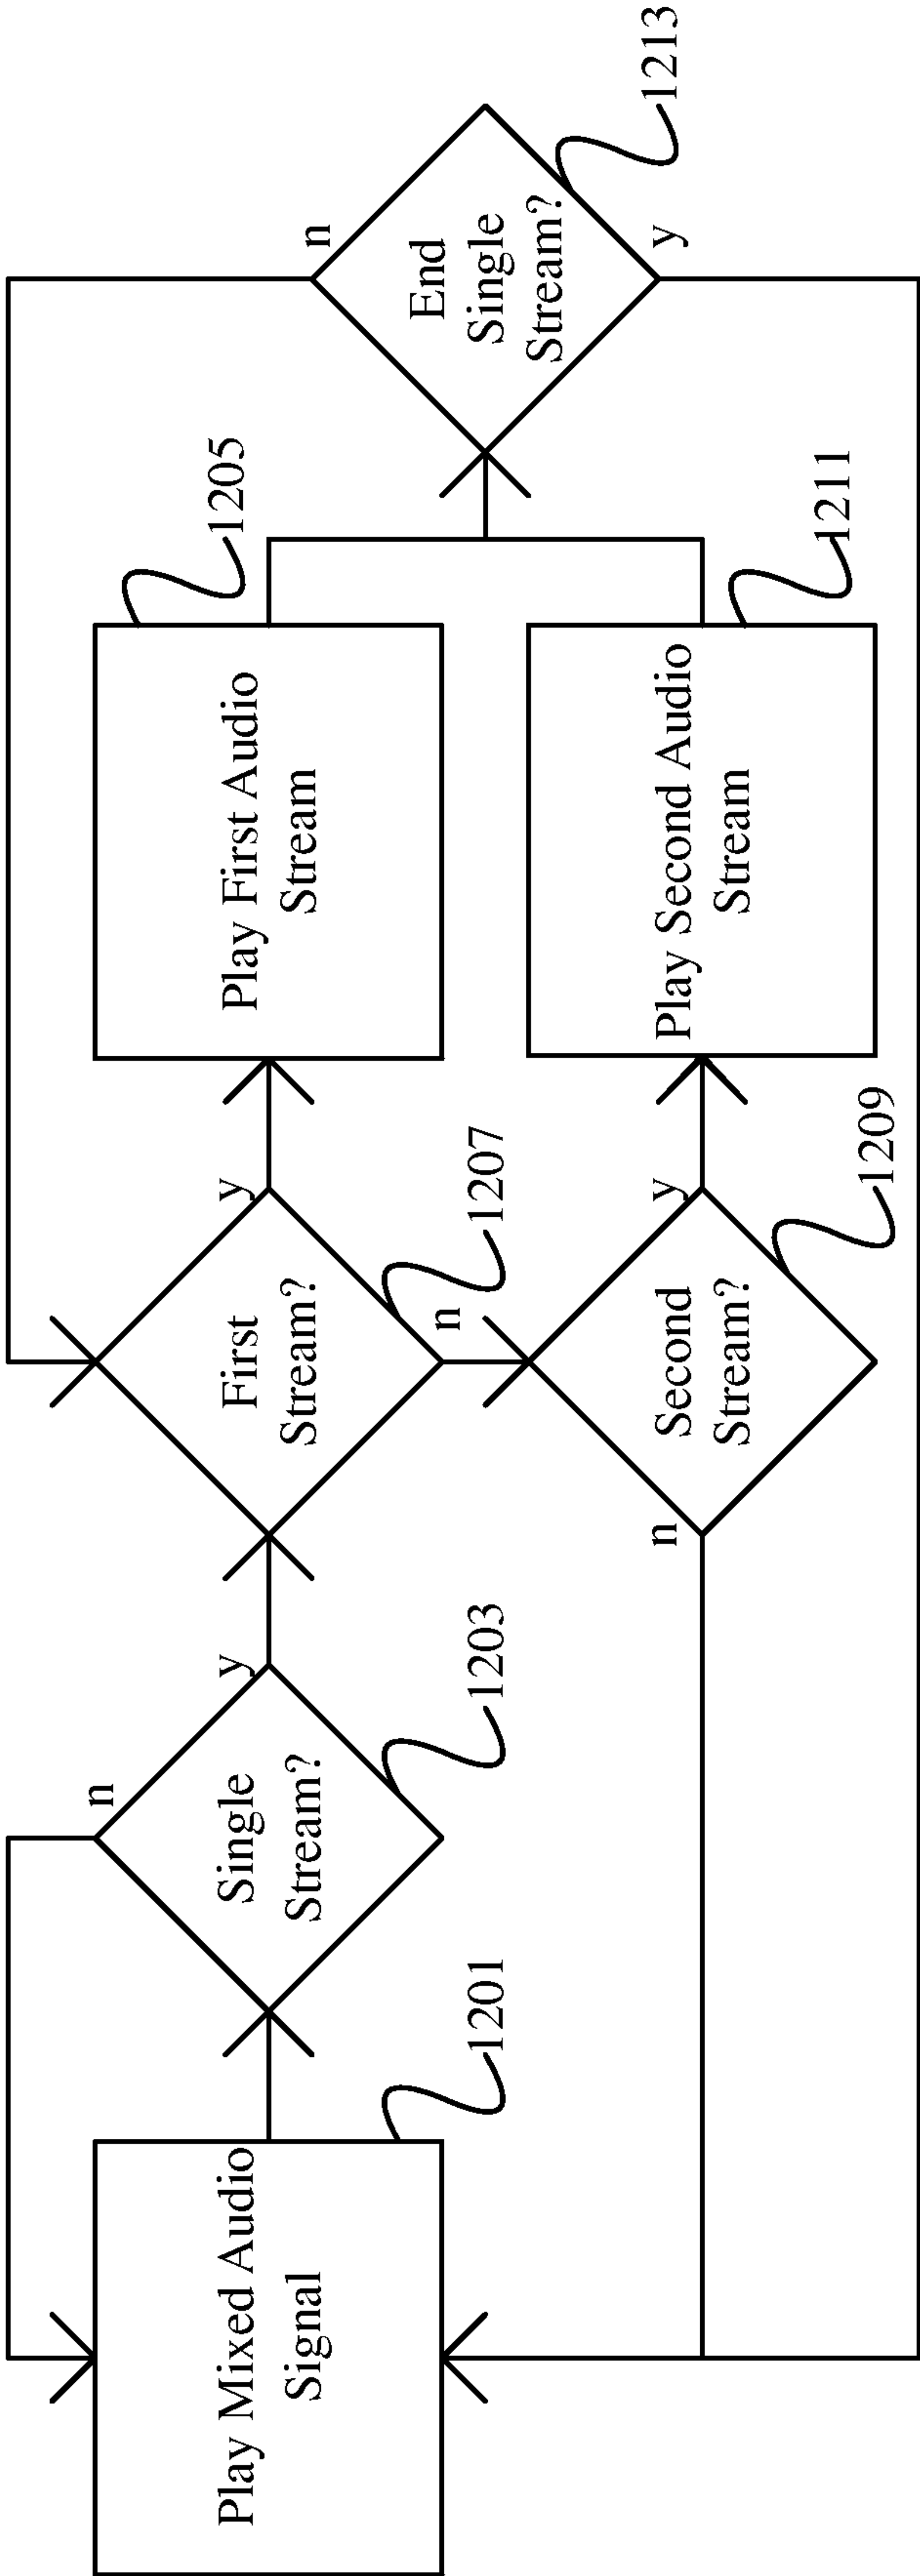 Play Mixed Audio
Signal
1201
n
Single
Stream?
y
1203
First
Stream?
y
n
1207
Play First Audio
Stream
1205
Second
Stream?
n
y
1209
Play Second Audio
Stream
1211
End
Single
Stream?
n
y
1213